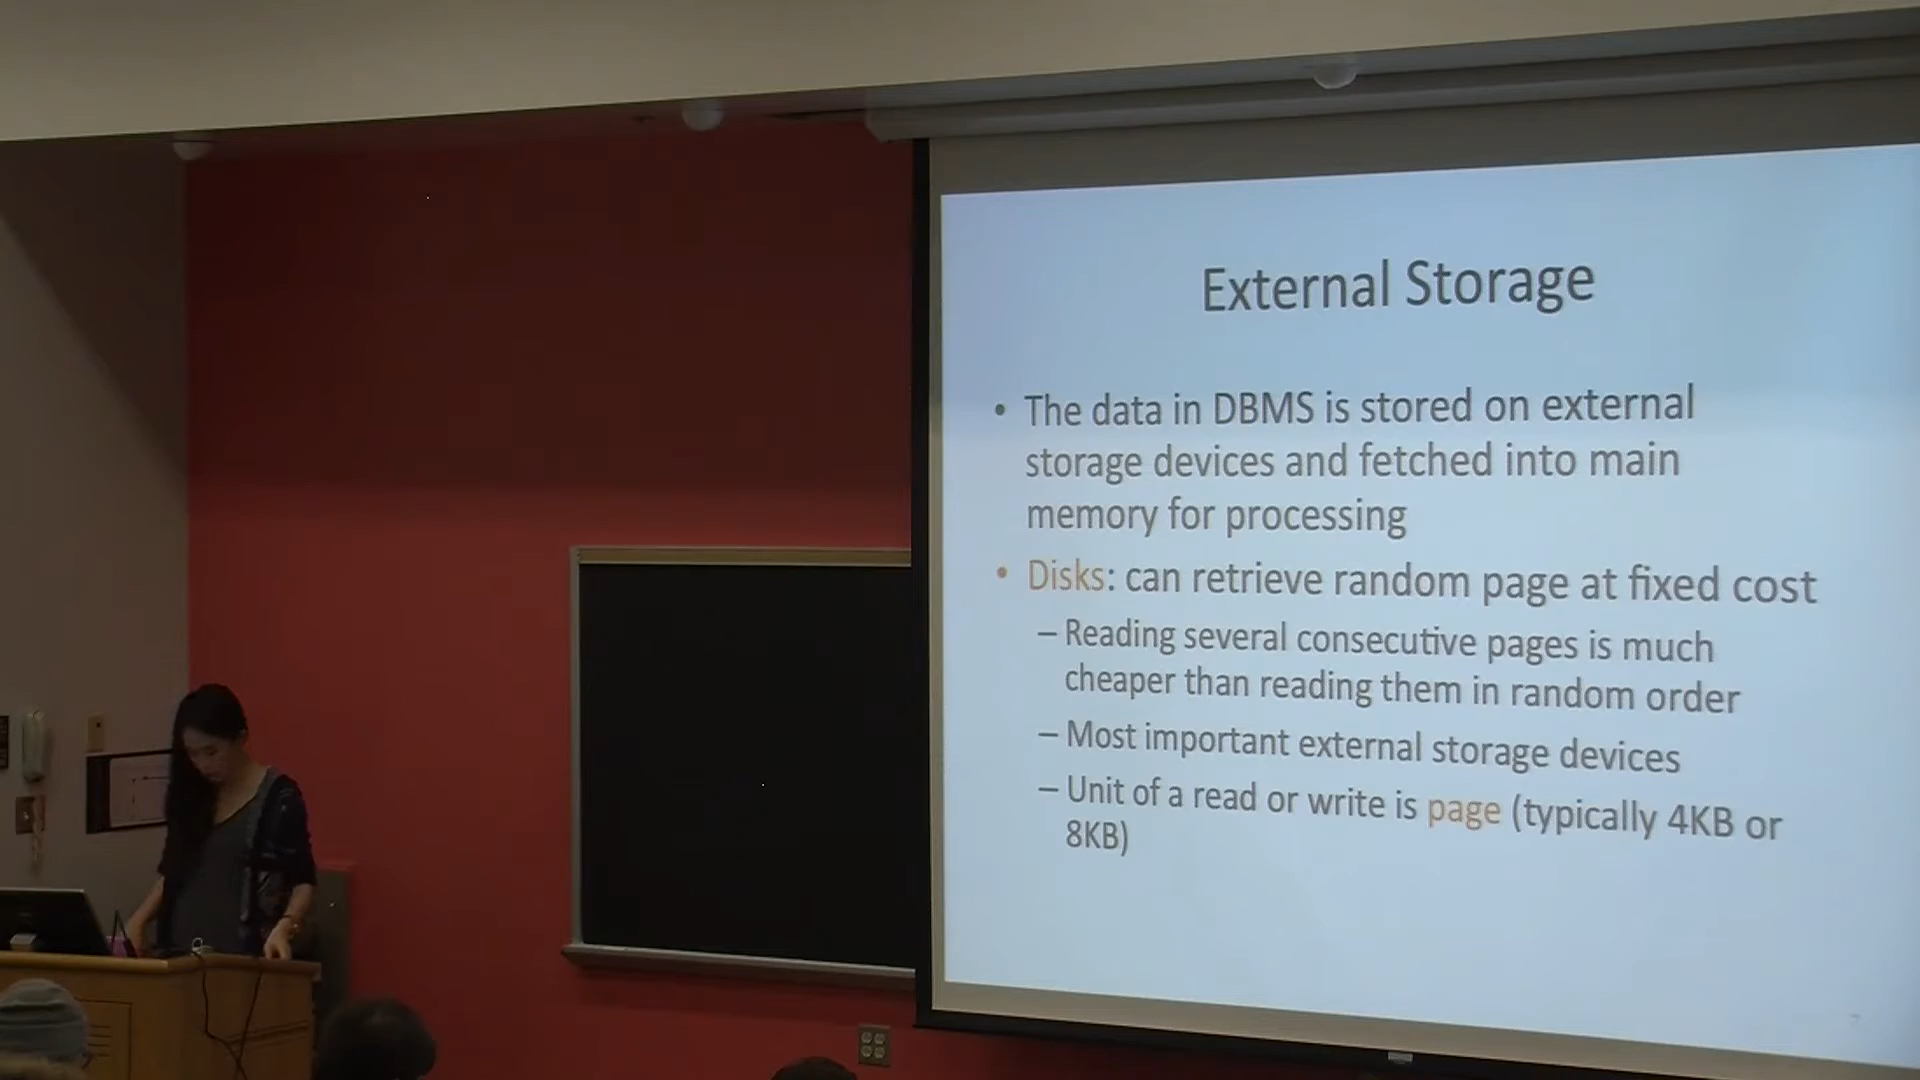 External Storage
• The data in DBMS is stored on external
storage devices and fetched into main
memory for processing
• Disks: can retrieve random page at fixed cost
– Reading several consecutive pages is much
cheaper than reading them in random order
– Most important external storage devices
– Unit of a read or write is page (typically 4KB or
8KB)